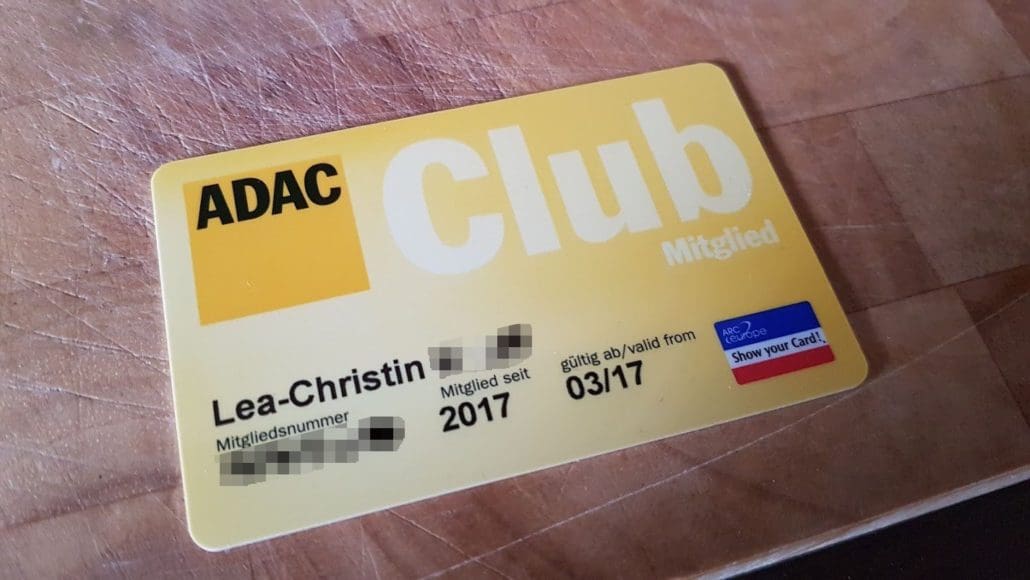 ADAC
Club
Mitglied
ARC europe
Show your Card!
Lea-Christin
Mitgliedsnummer
Mitglied seit
2017
gültig ab/valid from
03/17